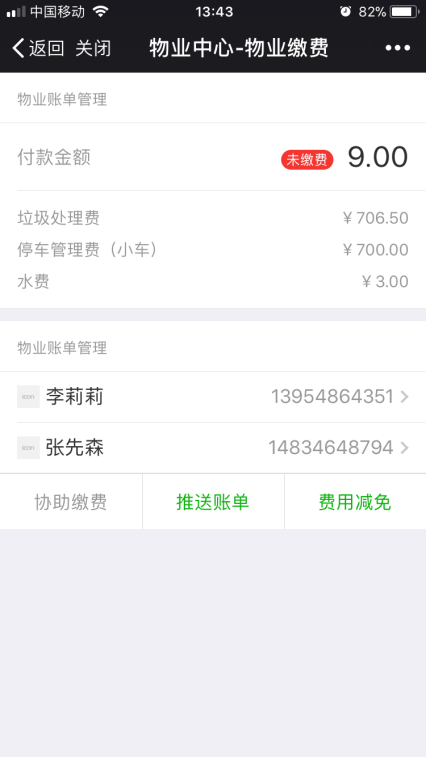 中国移动 13:43 82%
返回 关闭 物业中心-物业缴费
物业账单管理
付款金额 未缴费 9.00
垃圾处理费 ¥706.50
停车管理费（小车） ¥700.00
水费 ¥3.00
物业账单管理
icon 李莉莉 13954864351
icon 张先森 14834648794
协助缴费 推送账单 费用减免